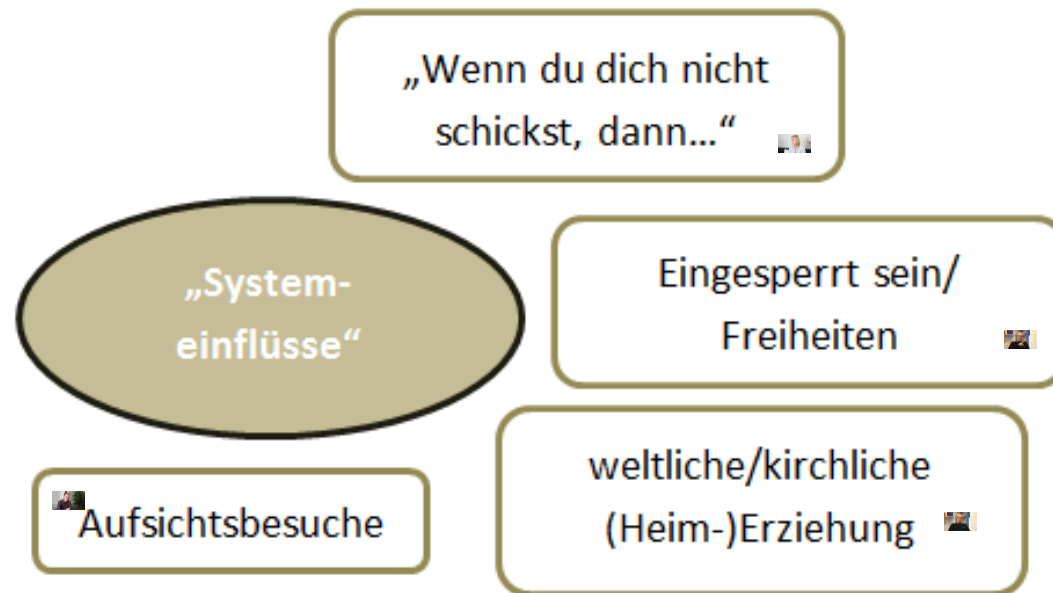 „Wenn du dich nicht
schickst, dann...“
„System-
einflüsse“
Eingesperrt sein/
Freiheiten
weltliche/kirchliche
(Heim-)Erziehung
Aufsichtsbesuche